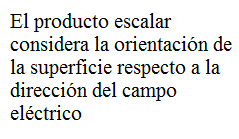 El producto escalar
considera la orientación de
la superficie respecto a la
dirección del campo
eléctrico